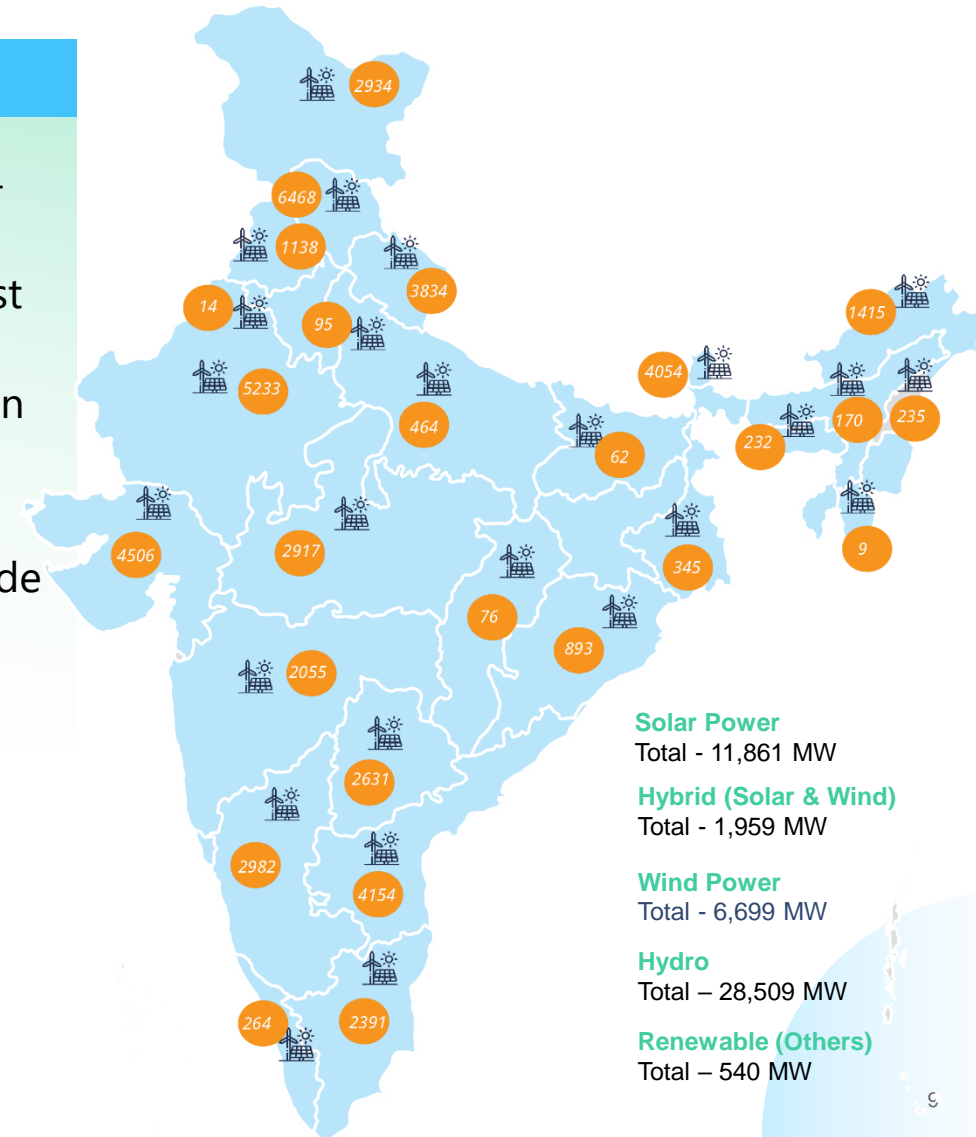 2934
6468
1138
3834
st
14
95
1415
5233
4054
n
464
170
235
232
62
4506
2917
9
345
de
76
893
2055
Solar Power
Total - 11,861 MW
2631
Hybrid (Solar & Wind)
Total - 1,959 MW
2982
Wind Power
Total - 6,699 MW
4154
Hydro
Total – 28,509 MW
264
2391
Renewable (Others)
Total – 540 MW